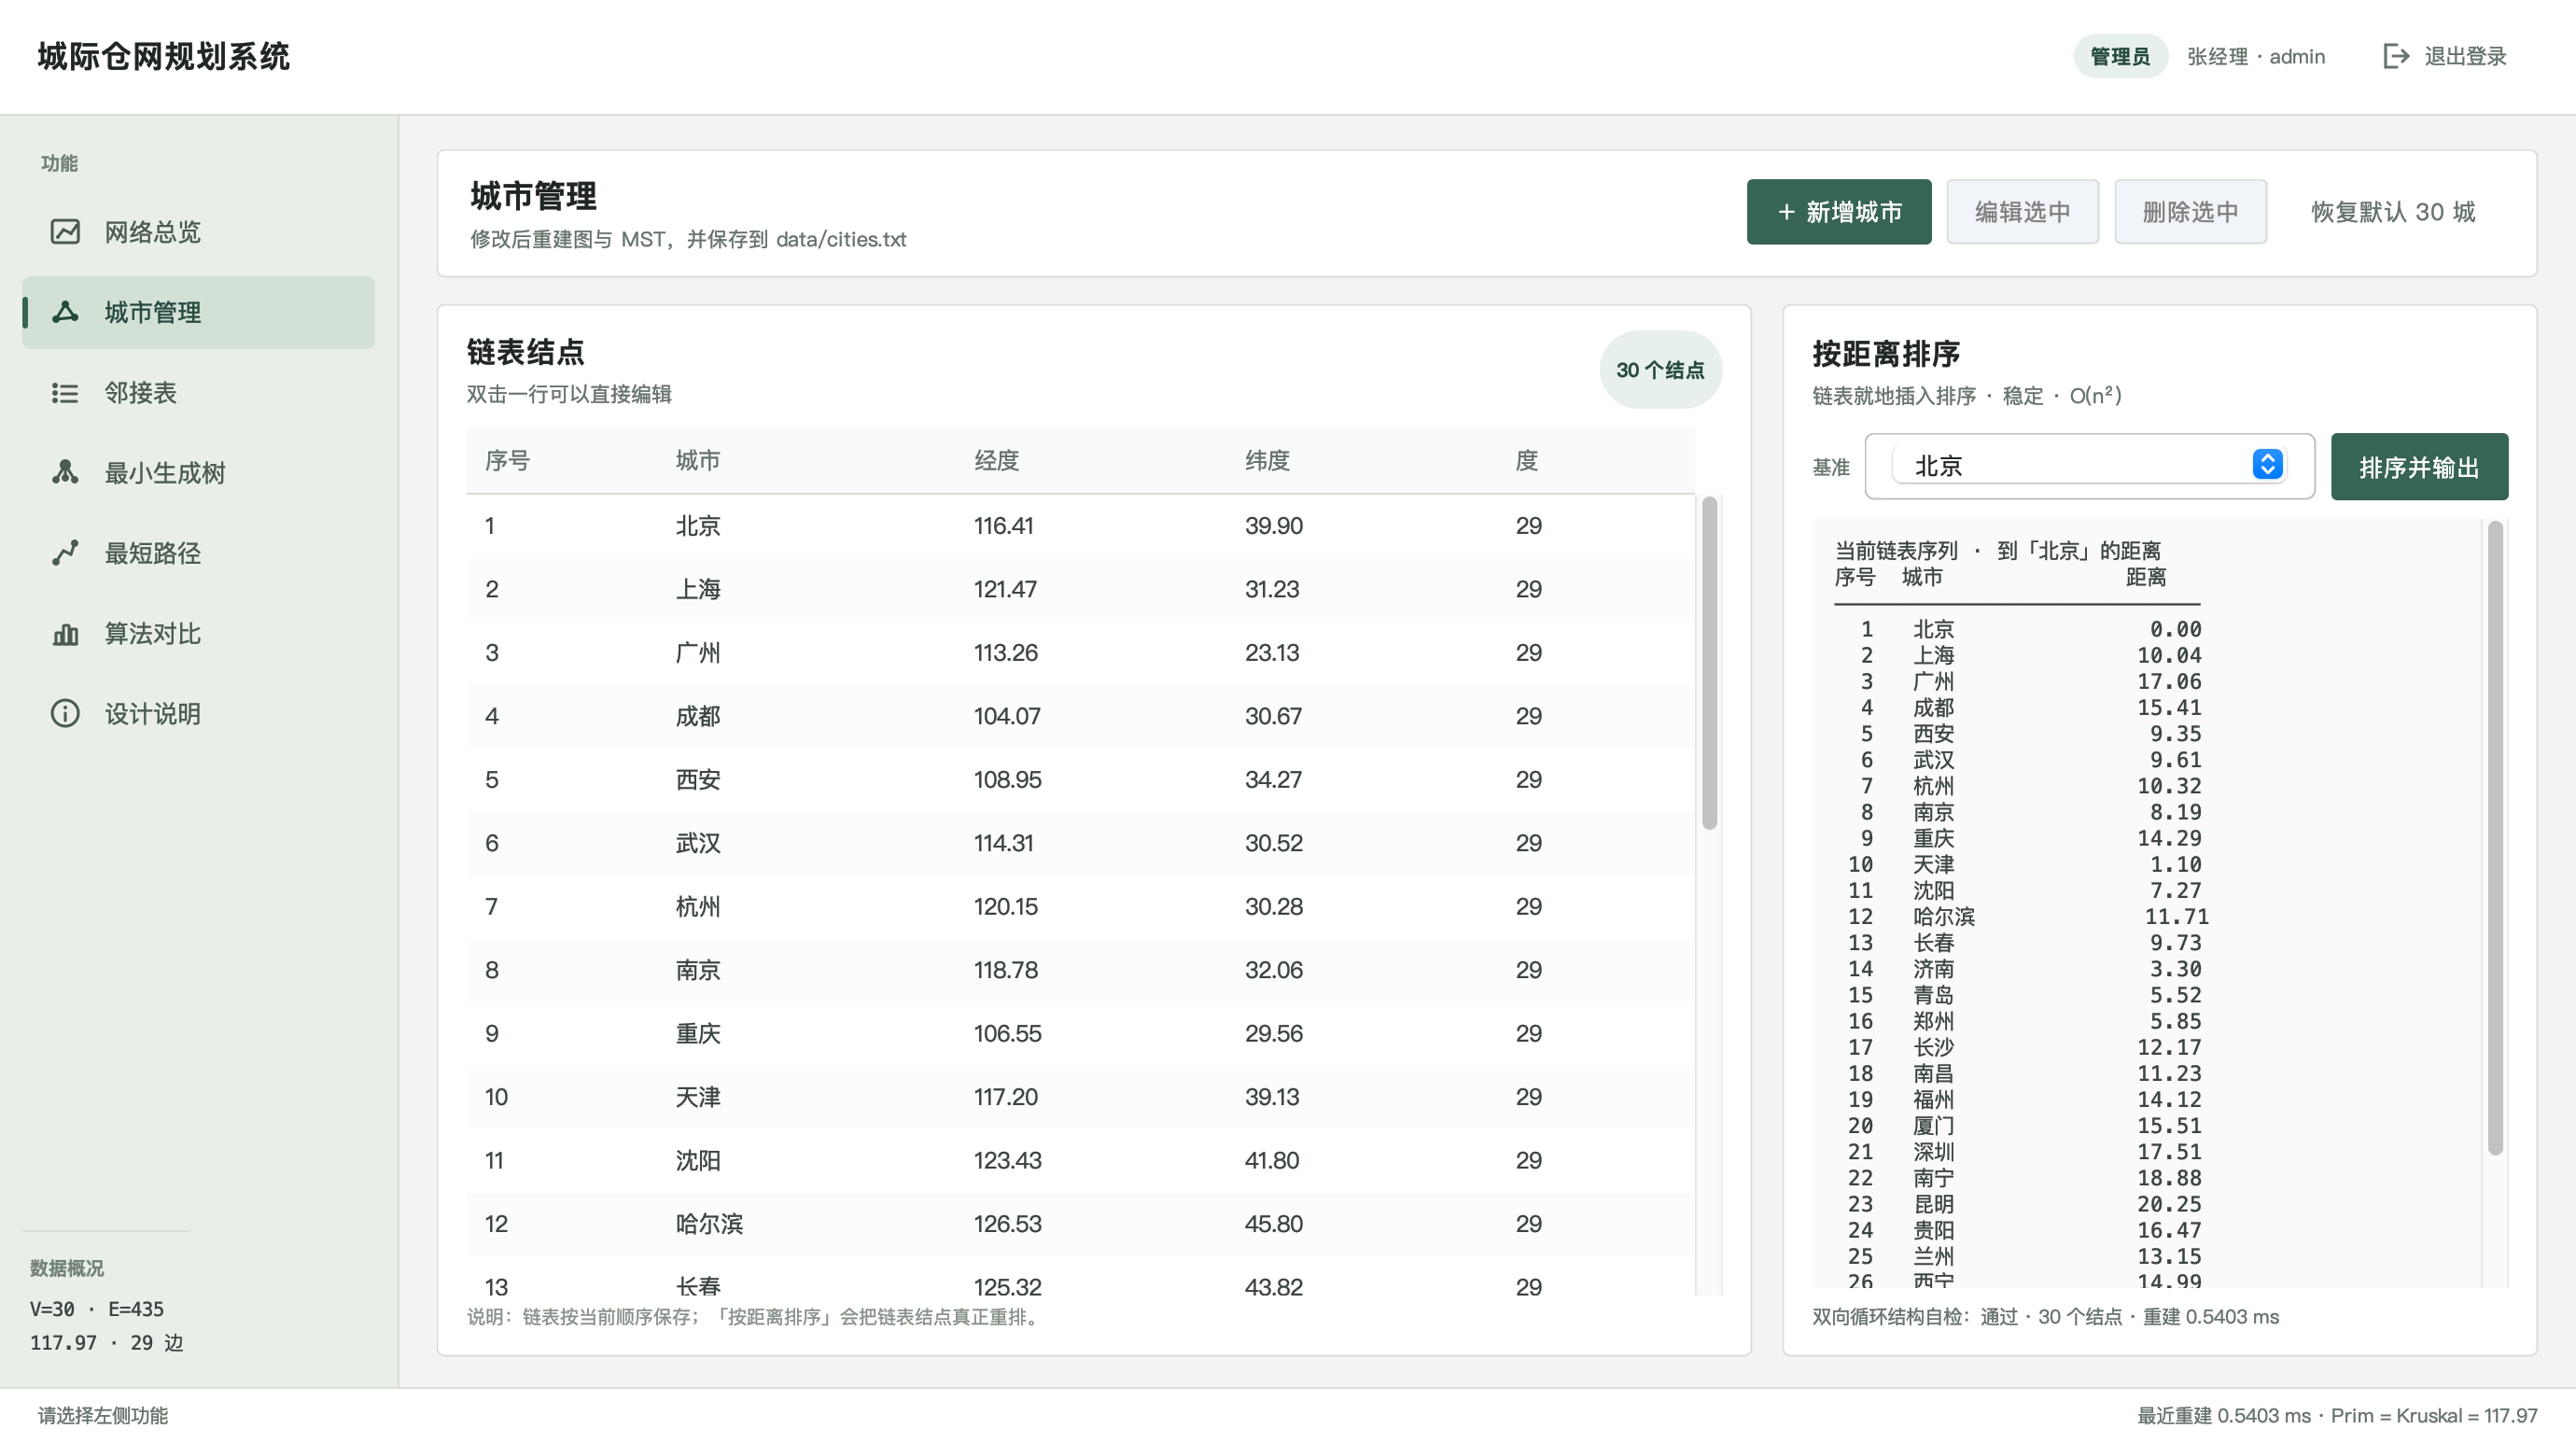 城际仓网规划系统
管理员 张经理 · admin 退出登录
功能
网络总览
城市管理
邻接表
最小生成树
最短路径
算法对比
设计说明
数据概况
V=30 · E=435
117.97 · 29 边
城市管理
修改后重建图与 MST，并保存到 data/cities.txt
+ 新增城市 编辑选中 删除选中 恢复默认 30 城
链表结点
双击一行可以直接编辑
30 个结点
序号 城市 经度 纬度 度
1 北京 116.41 39.90 29
2 上海 121.47 31.23 29
3 广州 113.26 23.13 29
4 成都 104.07 30.67 29
5 西安 108.95 34.27 29
6 武汉 114.31 30.52 29
7 杭州 120.15 30.28 29
8 南京 118.78 32.06 29
9 重庆 106.55 29.56 29
10 天津 117.20 39.13 29
11 沈阳 123.43 41.80 29
12 哈尔滨 126.53 45.80 29
13 长春 125.32 43.82 29
说明：链表按当前顺序保存；「按距离排序」会把链表结点真正重排。
按距离排序
链表就地插入排序 · 稳定 · O(n²)
基准 北京 排序并输出
当前链表序列 · 到「北京」的距离
序号 城市 距离
1 北京 0.00
2 上海 10.04
3 广州 17.06
4 成都 15.41
5 西安 9.35
6 武汉 9.61
7 杭州 10.32
8 南京 8.19
9 重庆 14.29
10 天津 1.10
11 沈阳 7.27
12 哈尔滨 11.71
13 长春 9.73
14 济南 3.30
15 青岛 5.52
16 郑州 5.85
17 长沙 12.17
18 南昌 11.23
19 福州 14.12
20 厦门 15.51
21 深圳 17.51
22 南宁 18.88
23 昆明 20.25
24 贵阳 16.47
25 兰州 13.15
26 西宁 14.99
双向循环结构自检：通过 · 30 个结点 · 重建 0.5403 ms
请选择左侧功能
最近重建 0.5403 ms · Prim = Kruskal = 117.97